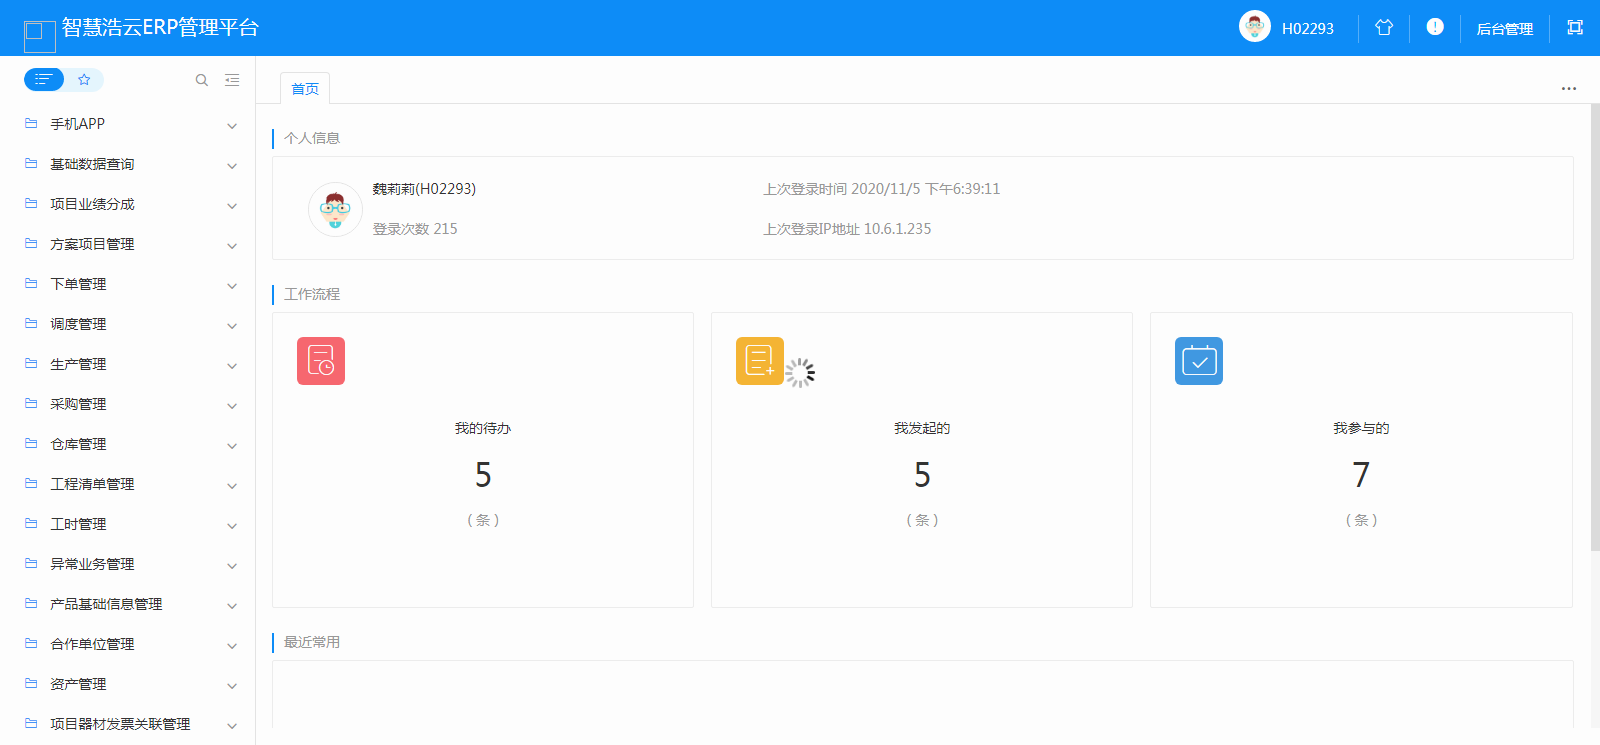 智慧浩云ERP管理平台
H02293
后台管理
首页
手机APP
基础数据查询
项目业绩分成
方案项目管理
下单管理
调度管理
生产管理
采购管理
仓库管理
工程清单管理
工时管理
异常业务管理
产品基础信息管理
合作单位管理
资产管理
项目器材发票关联管理
个人信息
魏莉莉(H02293)
上次登录时间 2020/11/5 下午6:39:11
登录次数 215
上次登录IP地址 10.6.1.235
工作流程
我的待办
5
（条）
我发起的
5
（条）
我参与的
7
（条）
最近常用